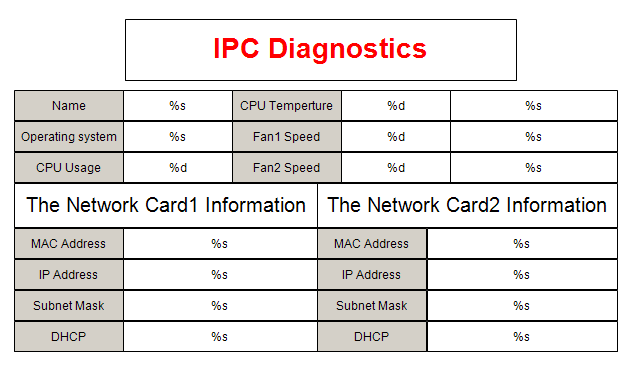 IPC Diagnostics
Name %s CPU Temperture %d %s
Operating system %s Fan1 Speed %d %s
CPU Usage %d Fan2 Speed %d %s
The Network Card1 Information The Network Card2 Information
MAC Address %s MAC Address %s
IP Address %s IP Address %s
Subnet Mask %s Subnet Mask %s
DHCP %s DHCP %s